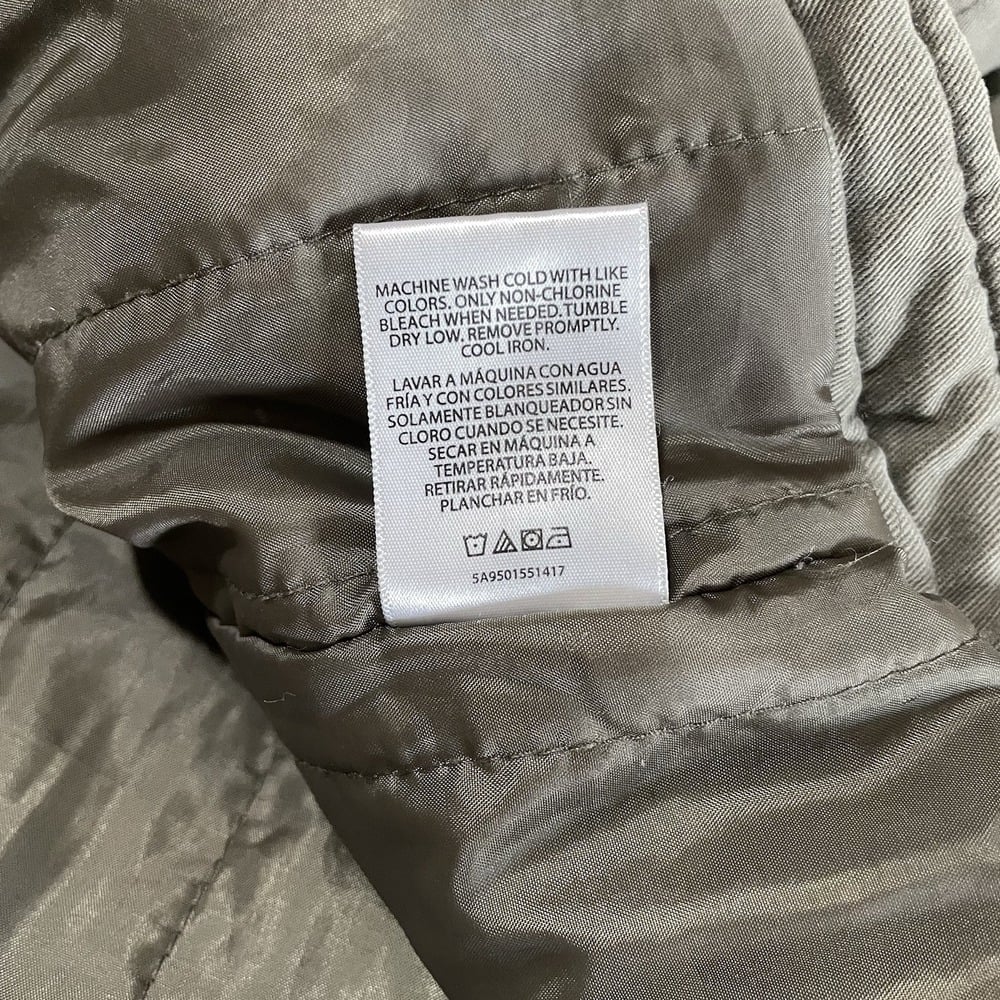 MACHINE WASH COLD WITH LIKE
COLORS. ONLY NON-CHLORINE
BLEACH WHEN NEEDED. TUMBLE
DRY LOW. REMOVE PROMPTLY.
COOL IRON.
LAVAR A MÁQUINA CON AGUA
FRÍA Y CON COLORES SIMILARES.
SOLAMENTE BLANQUEADOR SIN
CLORO CUANDO SE NECESITE.
SECAR EN MÁQUINA A
TEMPERATURA BAJA.
RETIRAR RÁPIDAMENTE.
PLANCHAR EN FRÍO.
5A9501551417